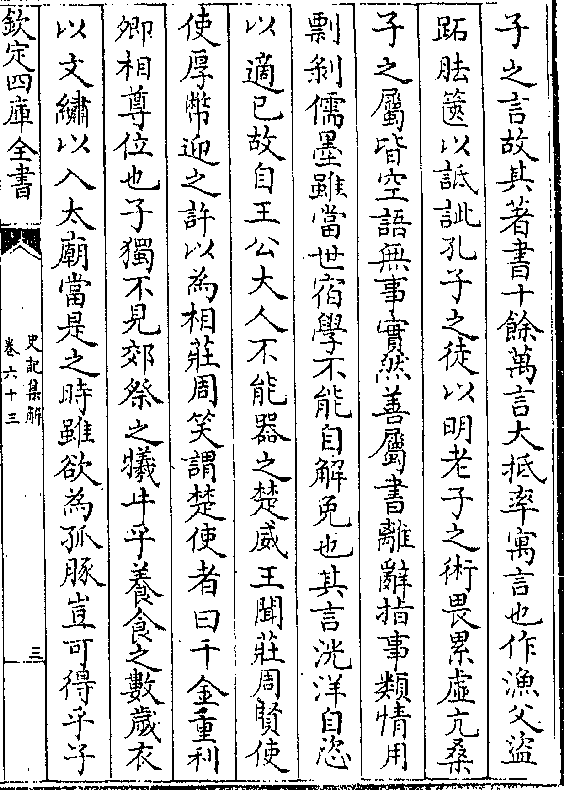 子之言故其著書十餘萬言大抵率寓言也作漁父盜
跖胠篋以詆訿孔子之徒以明老子之術畏累虛亢桑
子之屬皆空語無事實然善屬書離辭指事類情用
剽剝儒墨雖當世宿學不能自解免也其言洸洋自恣
以適已故自王公大人不能器之楚威王聞莊周賢使
使厚幣迎之許以為相莊周笑謂楚使者曰千金重利
卿相尊位也子獨不見郊祭之犧牛乎養食之數歲衣
以文繡以入太廟當是之時雖欲為孤豚豈可得乎子
欽定四庫全書
史記集解
卷六十三
三